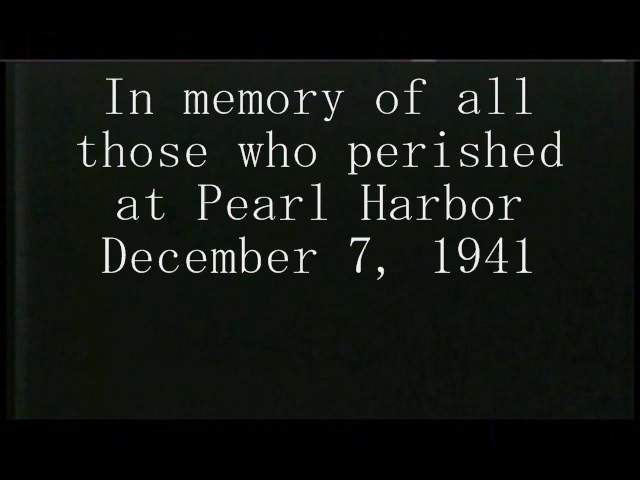 In memory of all
those who perished
at Pearl Harbor
December 7, 1941